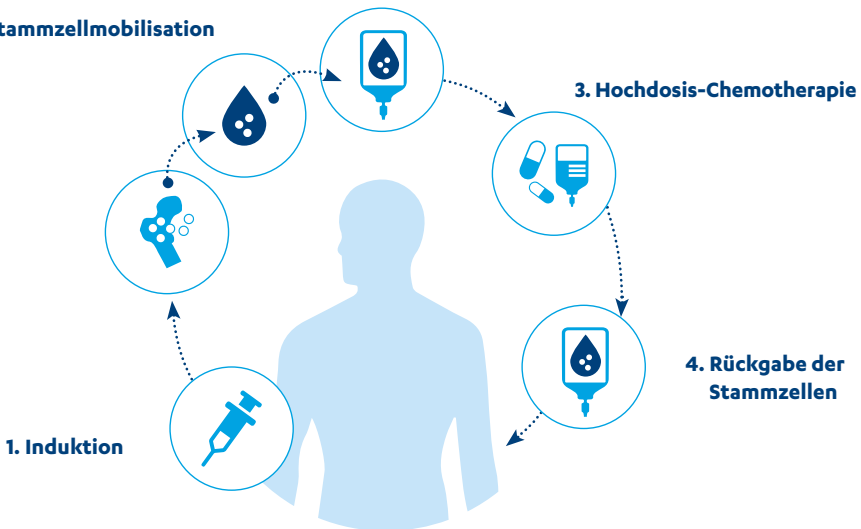 tammzellmobilisation
3. Hochdosis-Chemotherapie
4. Rückgabe der
Stammzellen
1. Induktion